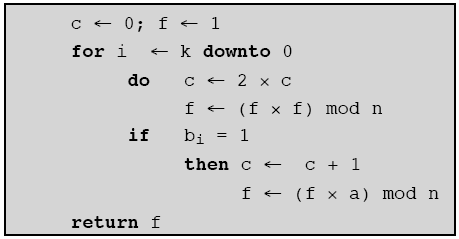 c ← 0; f ← 1
for i ← k downto 0
do c ← 2 × c
f ← (f × f) mod n
if bᵢ = 1
then c ← c + 1
f ← (f × a) mod n
return f